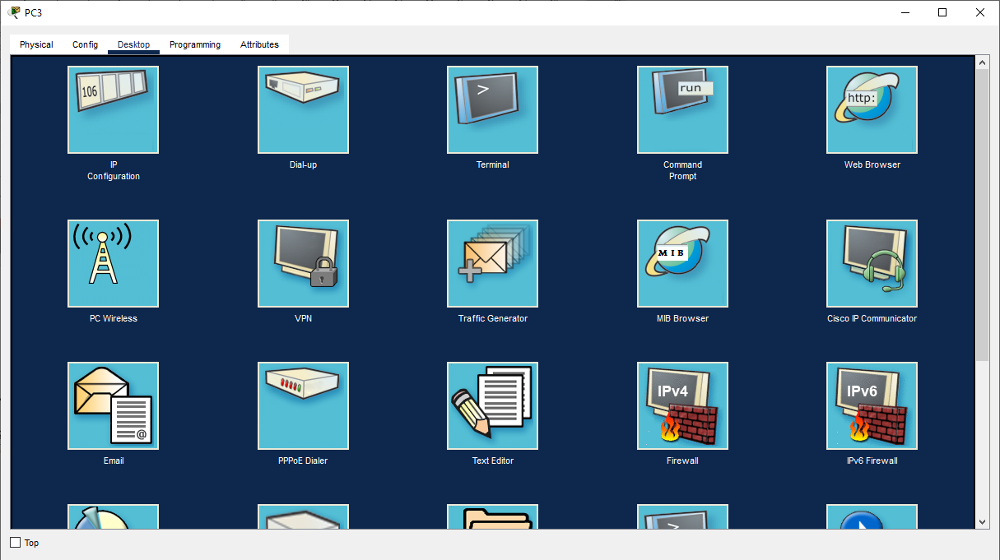 PC3
Physical Config Desktop Programming Attributes
106
>
run
http:
IP
Configuration
Dial-up
Terminal
Command
Prompt
Web Browser
MIB
PC Wireless
VPN
Traffic Generator
MIB Browser
Cisco IP Communicator
@
IPv4
IPv6
Email
PPPoE Dialer
Text Editor
Firewall
IPv6 Firewall
>
Top